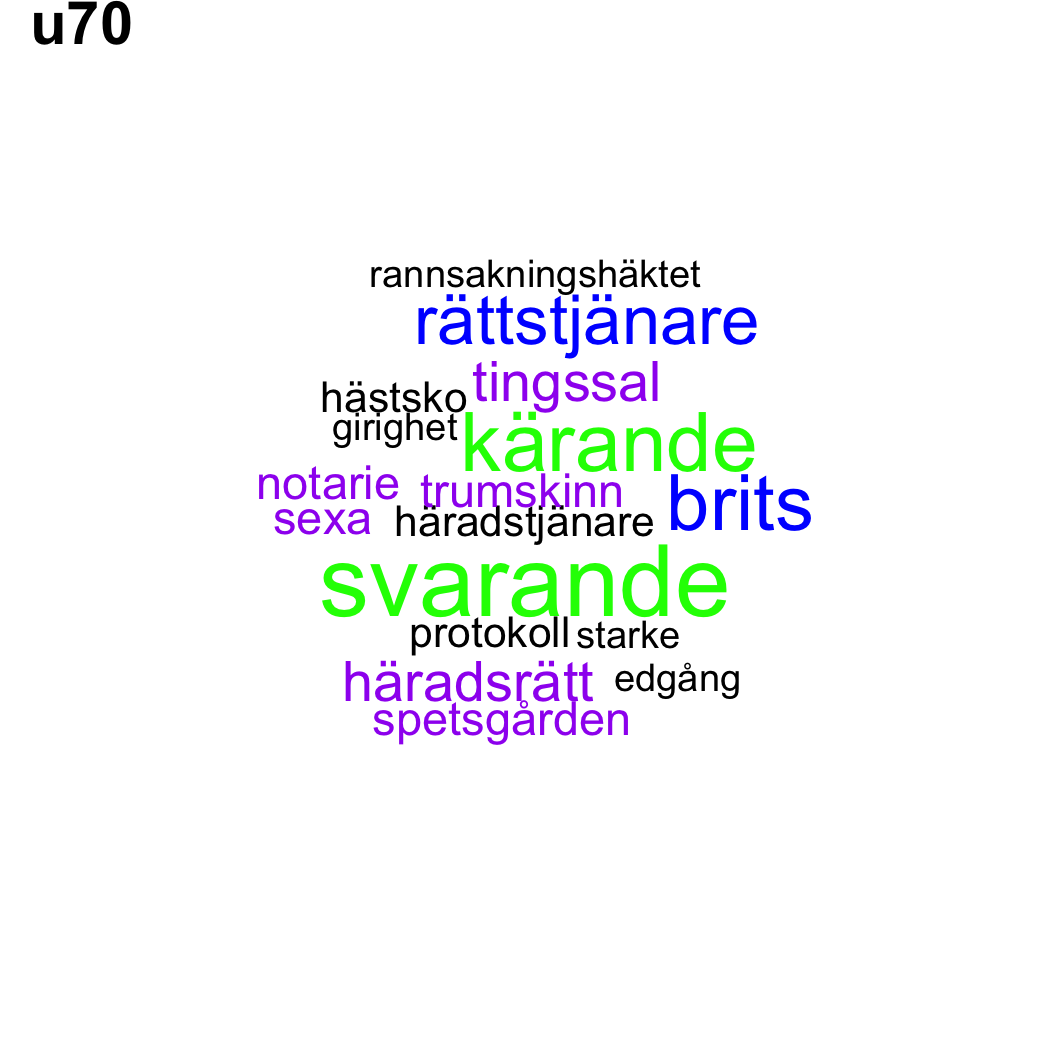 u70
rannsakningshäktet
rättstjänare
tingssal
hästsko
girighet
kärande
notarie trumskinn brits
sexa häradstjänare
svarande
protokoll starke
häradsrätt edgång
spetsgården